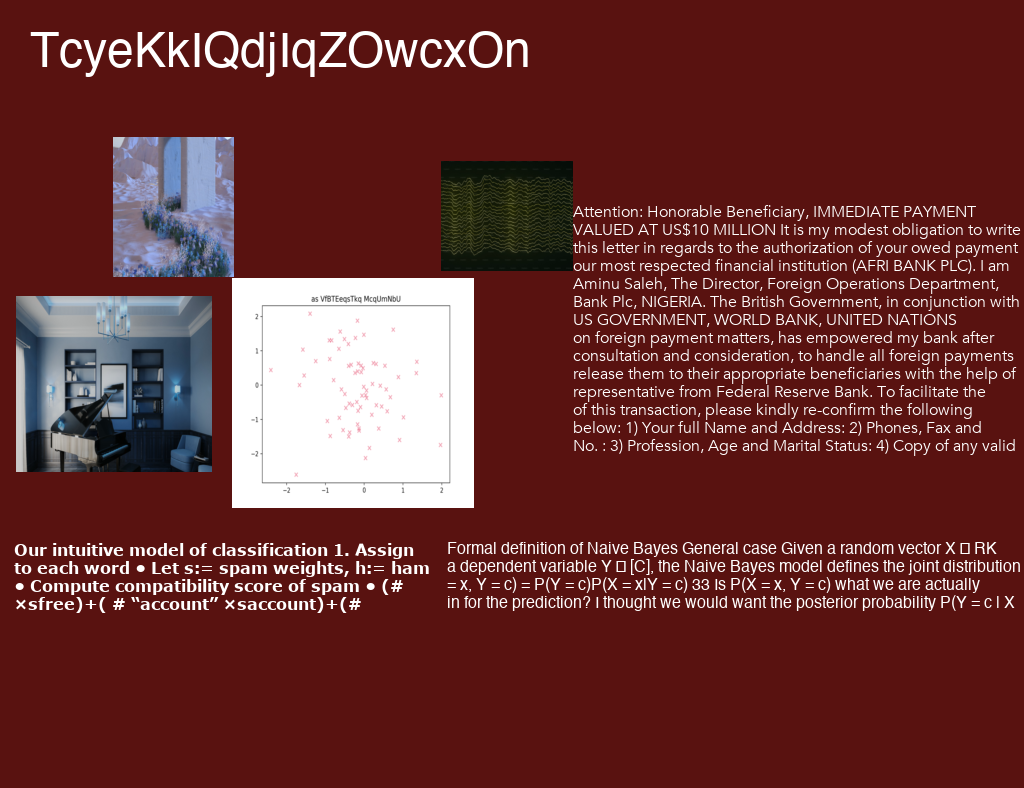 TcyeKkIQdjIqZOwcxOn
Attention: Honorable Beneficiary, IMMEDIATE PAYMENT
VALUED AT US$10 MILLION It is my modest obligation to write
this letter in regards to the authorization of your owed payment
our most respected financial institution (AFRI BANK PLC). I am
Aminu Saleh, The Director, Foreign Operations Department,
Bank Plc, NIGERIA. The British Government, in conjunction with
US GOVERNMENT, WORLD BANK, UNITED NATIONS
on foreign payment matters, has empowered my bank after
consultation and consideration, to handle all foreign payments
release them to their appropriate beneficiaries with the help of
representative from Federal Reserve Bank. To facilitate the
of this transaction, please kindly re-confirm the following
below: 1) Your full Name and Address: 2) Phones, Fax and
No. : 3) Profession, Age and Marital Status: 4) Copy of any valid
as VfBTEeqsTkq McqUmNbU
2
1
0
−1
−2
−2 −1 0 1 2
Our intuitive model of classification 1. Assign
to each word ● Let s:= spam weights, h:= ham
● Compute compatibility score of spam ● (#
×sfree)+( # “account” ×saccount)+(#
Formal definition of Naive Bayes General case Given a random vector X □ RK
a dependent variable Y □ [C], the Naive Bayes model defines the joint distribution
= x, Y = c) = P(Y = c)P(X = x|Y = c) 33 Is P(X = x, Y = c) what we are actually
in for the prediction? I thought we would want the posterior probability P(Y = c | X